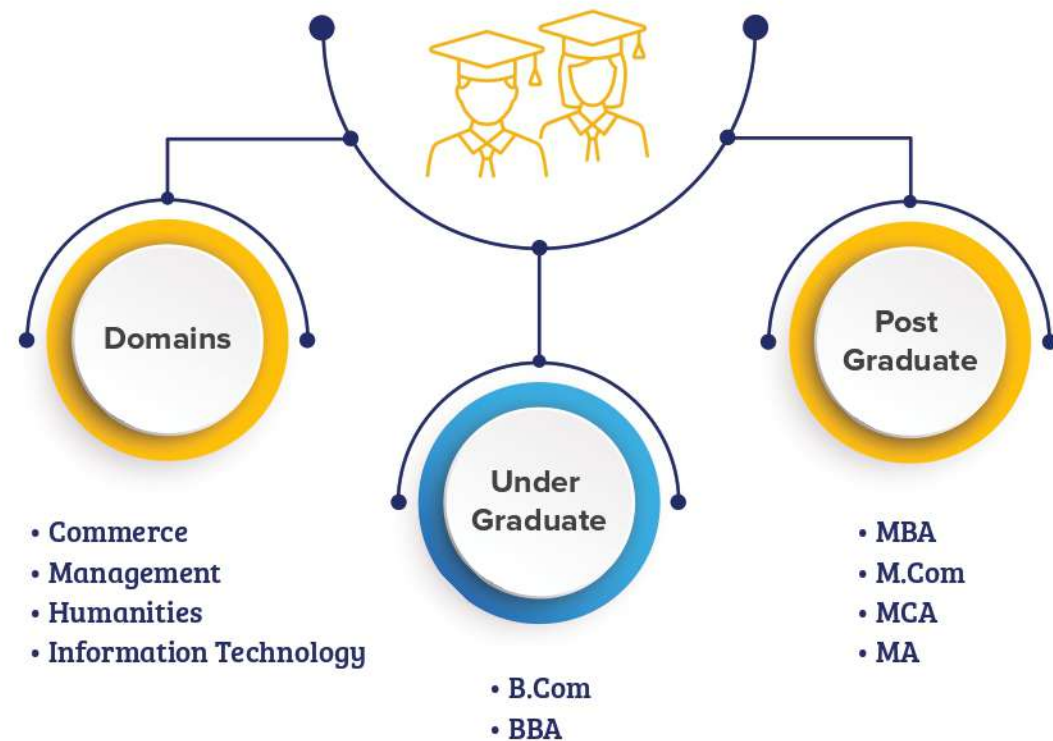 Domains
Post
Graduate
Under
Graduate
• Commerce
• Management
• Humanities
• Information Technology
• MBA
• M.Com
• MCA
• MA
• B.Com
• BBA